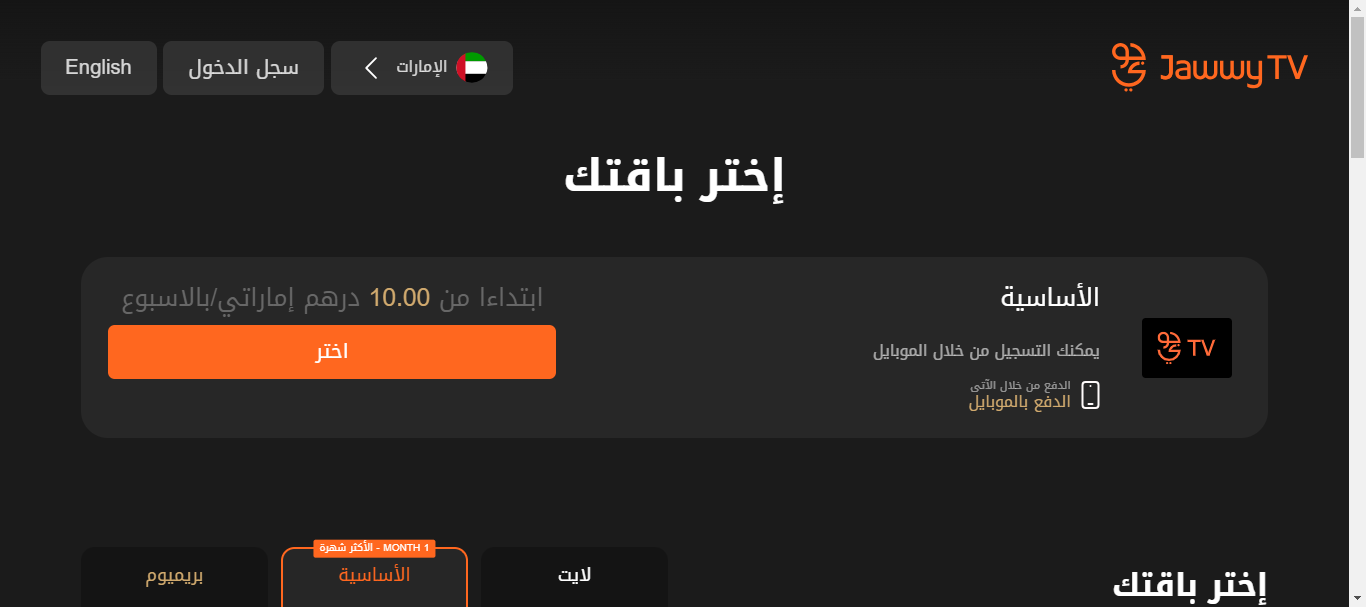 Jawwy TV
الإمارات
سجل الدخول
English
إختر باقتك
TV
الأساسية
يمكنك التسجيل من خلال الموبايل
الدفع من خلال الآتى
الدفع بالموبايل
ابتداءا من 10.00 درهم إماراتي/بالاسبوع
اختر
إختر باقتك
لايت
1 MONTH - الأكثر شهرة
الأساسية
بريميوم